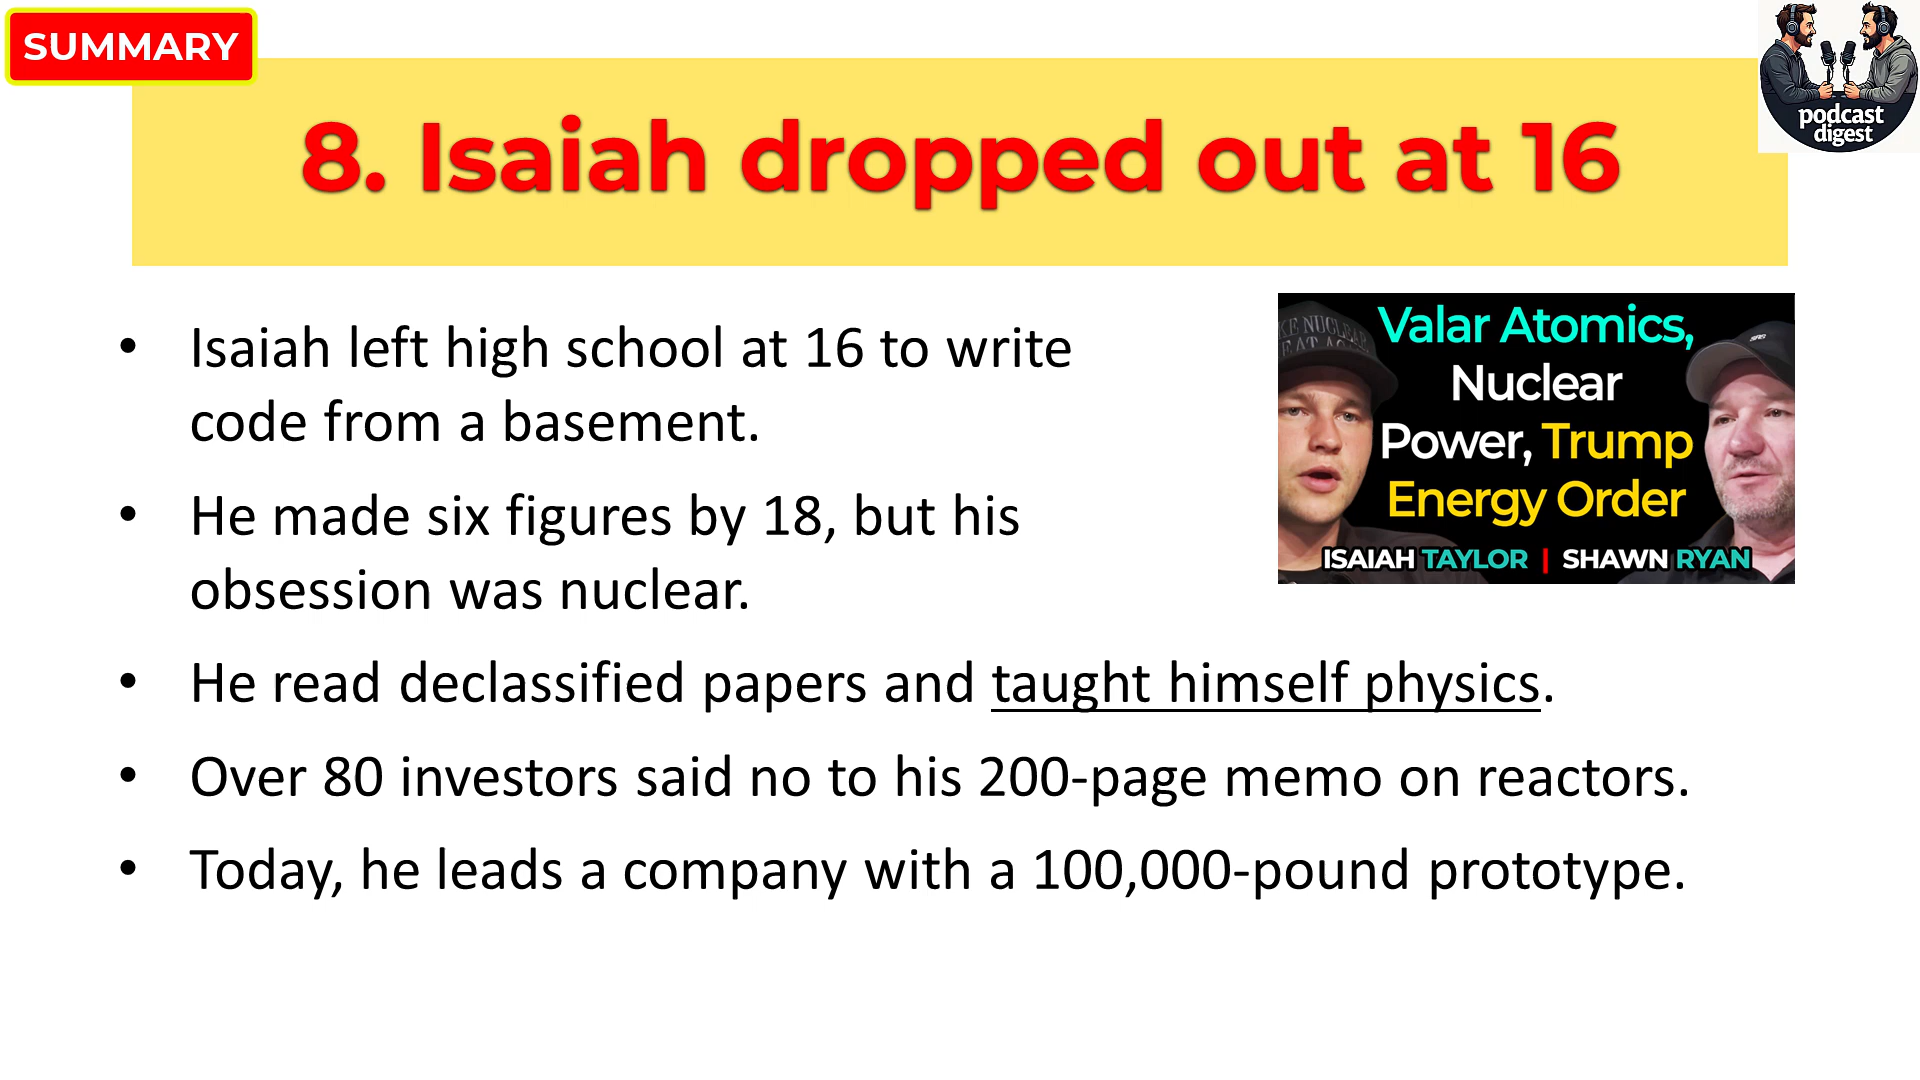 SUMMARY
podcast
digest
8. Isaiah dropped out at 16
• Isaiah left high school at 16 to write
code from a basement.
• He made six figures by 18, but his
obsession was nuclear.
• He read declassified papers and taught himself physics.
• Over 80 investors said no to his 200-page memo on reactors.
• Today, he leads a company with a 100,000-pound prototype.
Valar Atomics,
Nuclear
Power, Trump
Energy Order
ISAIAH TAYLOR | SHAWN RYAN